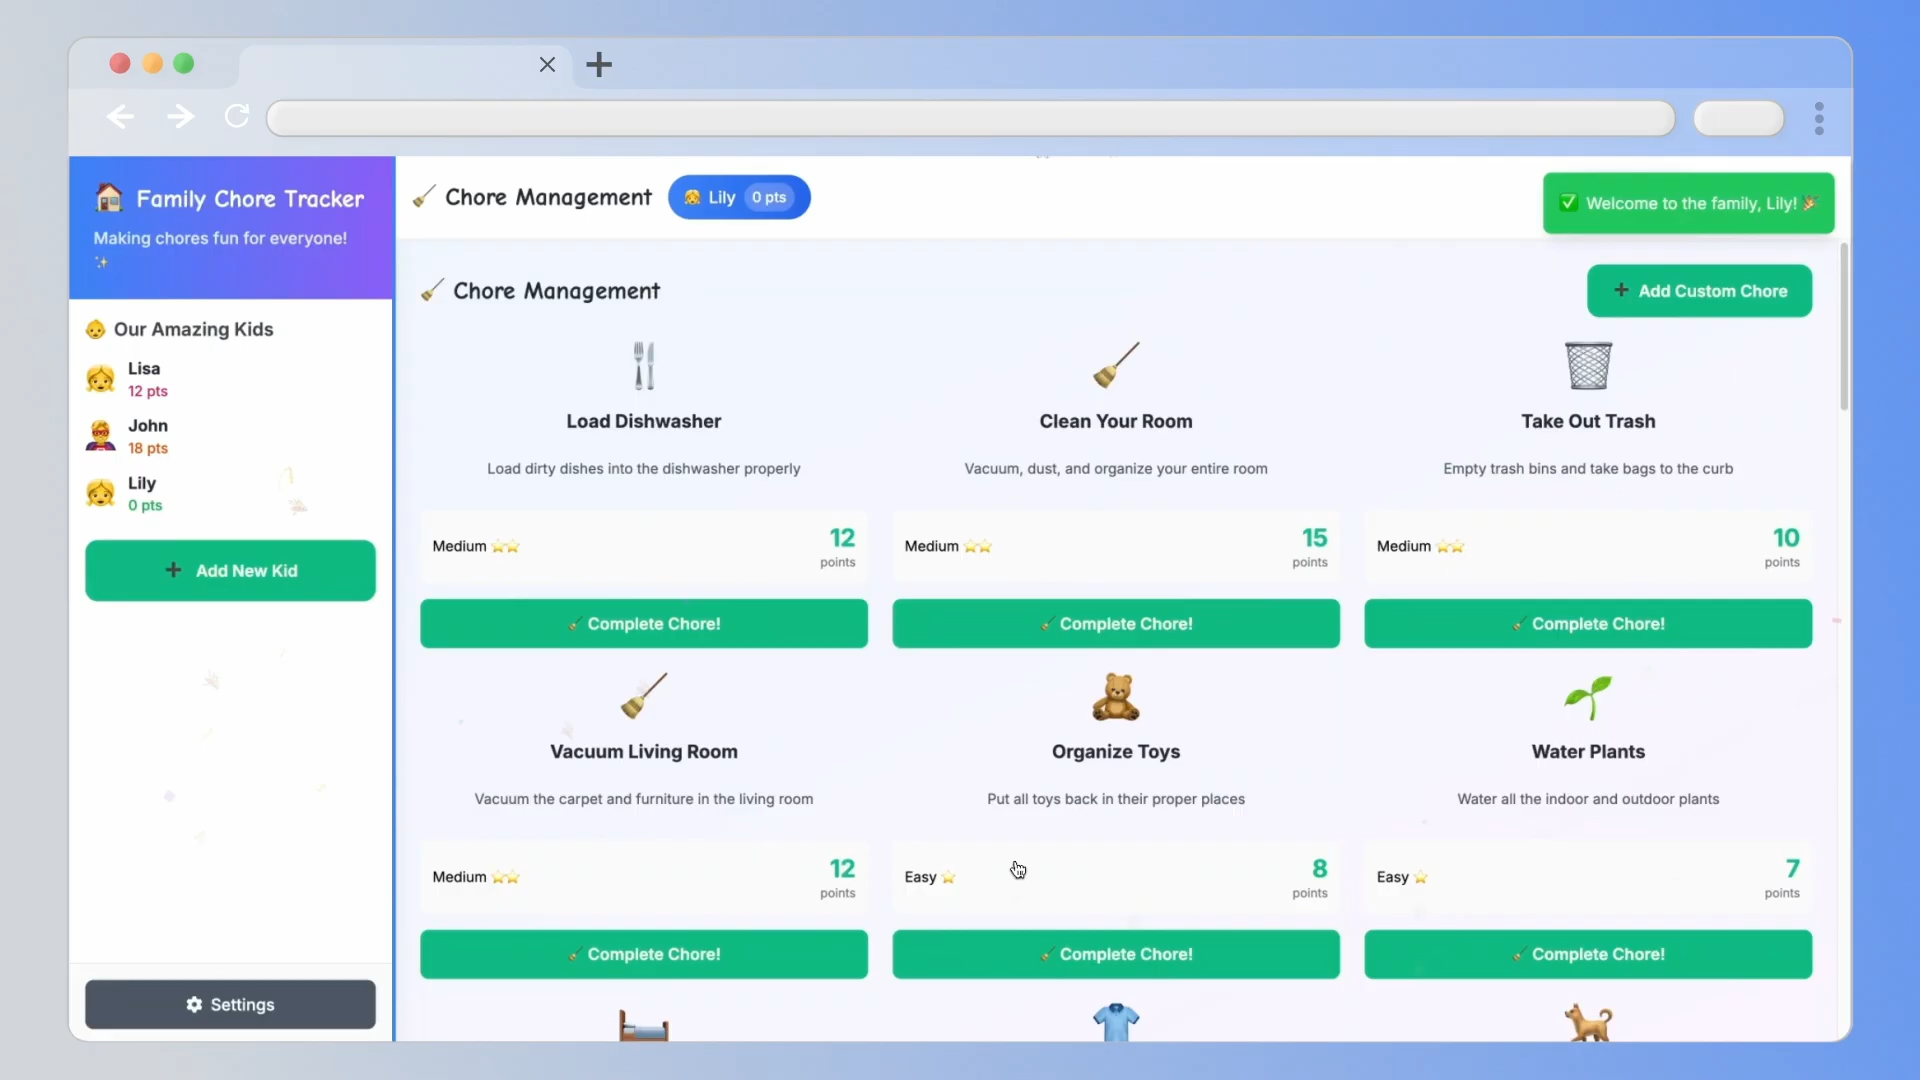 Family Chore Tracker
Making chores fun for everyone!
Our Amazing Kids
Lisa
12 pts
John
18 pts
Lily
0 pts
Add New Kid
Settings
Chore Management
Lily 0 pts
Welcome to the family, Lily!
Chore Management
Add Custom Chore
Load Dishwasher
Load dirty dishes into the dishwasher properly
Medium
12
points
Complete Chore!
Clean Your Room
Vacuum, dust, and organize your entire room
Medium
15
points
Complete Chore!
Take Out Trash
Empty trash bins and take bags to the curb
Medium
10
points
Complete Chore!
Vacuum Living Room
Vacuum the carpet and furniture in the living room
Medium
12
points
Complete Chore!
Organize Toys
Put all toys back in their proper places
Easy
8
points
Complete Chore!
Water Plants
Water all the indoor and outdoor plants
Easy
7
points
Complete Chore!